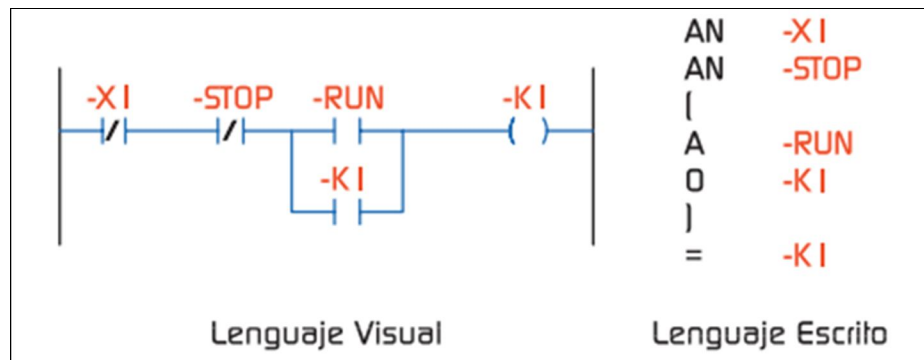 -X1 -STOP -RUN -K1
-K1
Lenguaje Visual
AN -X1
AN -STOP
(
A -RUN
O -K1
)
= -K1
Lenguaje Escrito